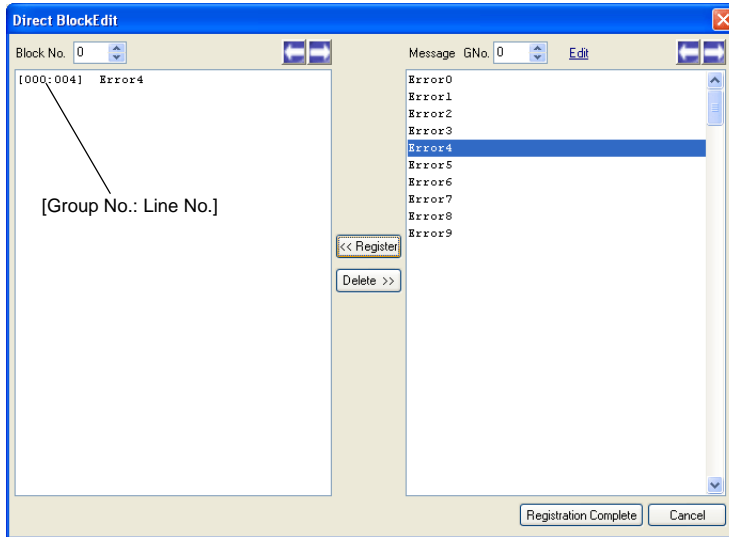 Direct BlockEdit
Block No. 0
Message GNo. 0 Edit
[000:004] Error4
[Group No.: Line No.]
<< Register
Delete >>
Error0
Error1
Error2
Error3
Error4
Error5
Error6
Error7
Error8
Error9
Registration Complete
Cancel